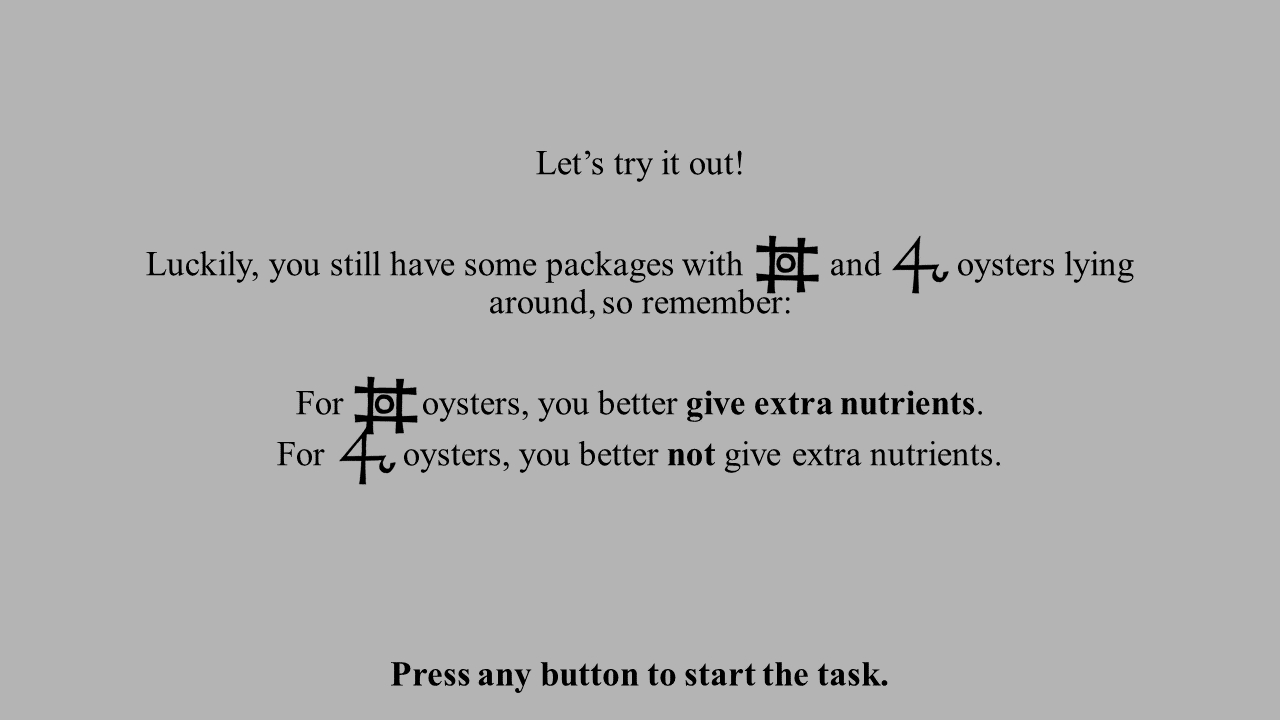 Let’s try it out!
Luckily, you still have some packages with and oysters lying
around, so remember:
For oysters, you better give extra nutrients.
For oysters, you better not give extra nutrients.
Press any button to start the task.